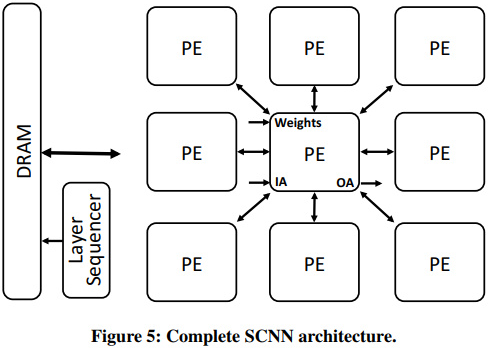 DRAM
Layer
Sequencer
PE
PE
PE
PE
Weights
PE
IA
OA
PE
PE
PE
PE
Figure 5: Complete SCNN architecture.